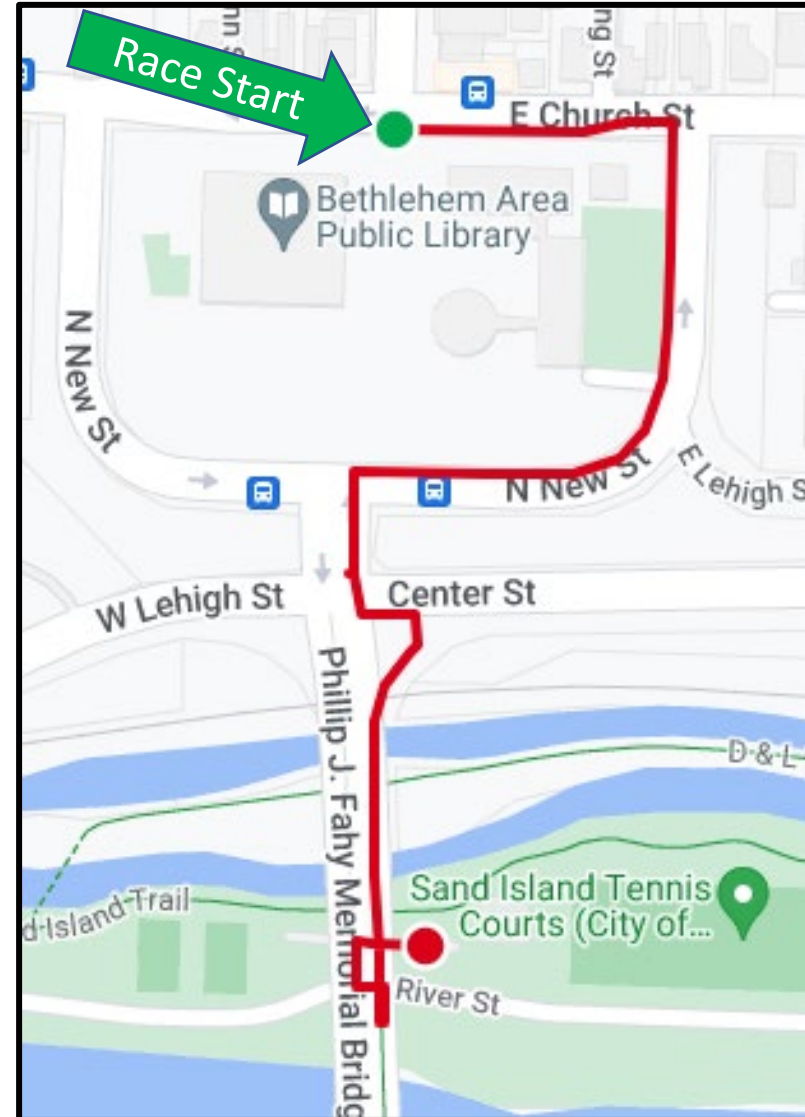 Race Start
E Church St
Bethlehem Area
Public Library
N New St
N New St
E Lehigh S
W Lehigh St
Center St
Phillip J. Fahy Memorial Bridg
D & L
Sand Island Tennis
Courts (City of...
d Island Trail
River St